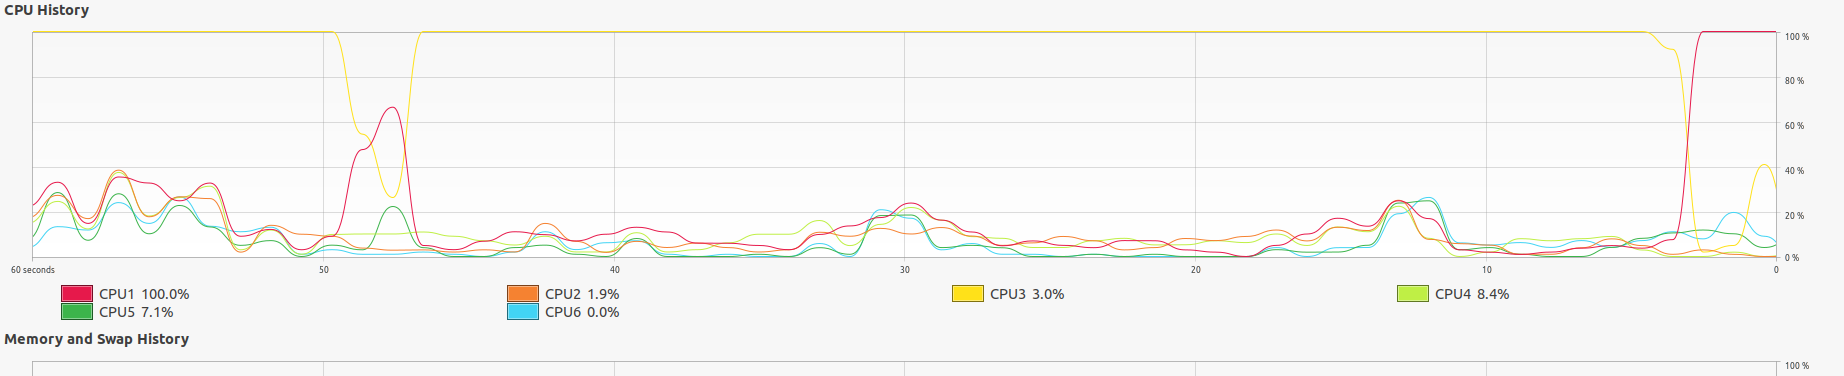 CPU History
100 %
80 %
60 %
40 %
20 %
0 %
60 seconds 50 40 30 20 10 0
CPU1 100.0% CPU2 1.9% CPU3 3.0% CPU4 8.4%
CPU5 7.1% CPU6 0.0%
Memory and Swap History
100 %